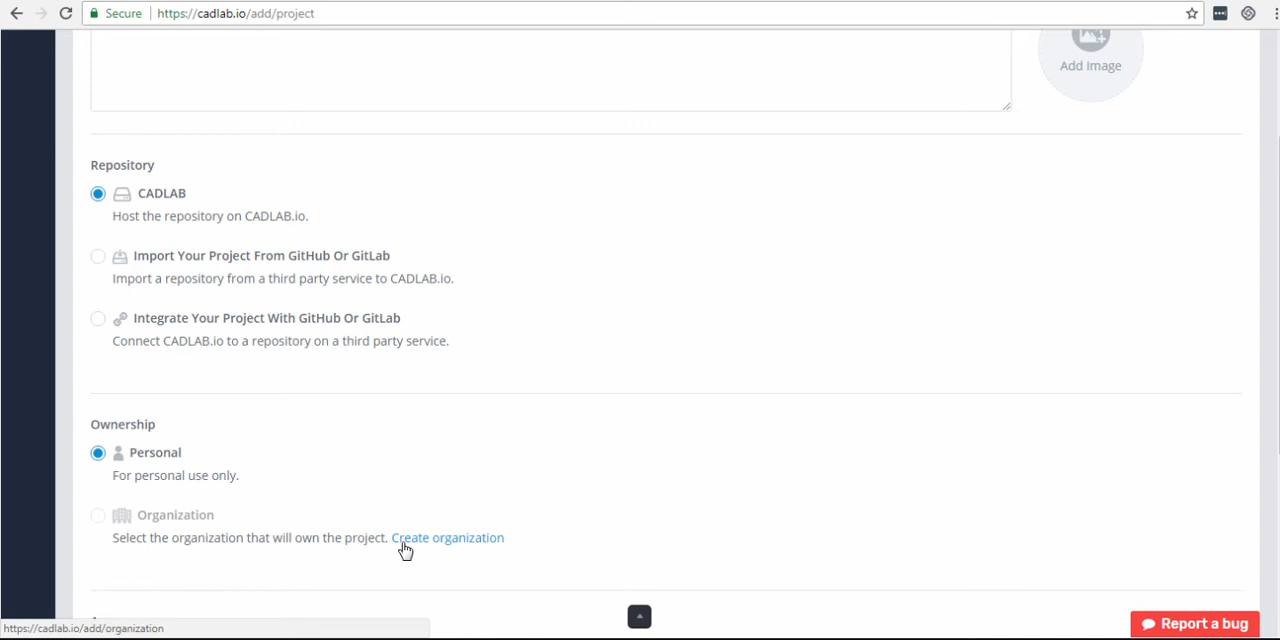 Secure https://cadlab.io/add/project
Add Image
Repository
CADLAB
Host the repository on CADLAB.io.
Import Your Project From GitHub Or GitLab
Import a repository from a third party service to CADLAB.io.
Integrate Your Project With GitHub Or GitLab
Connect CADLAB.io to a repository on a third party service.
Ownership
Personal
For personal use only.
Organization
Select the organization that will own the project. Create organization
https://cadlab.io/add/organization
Report a bug